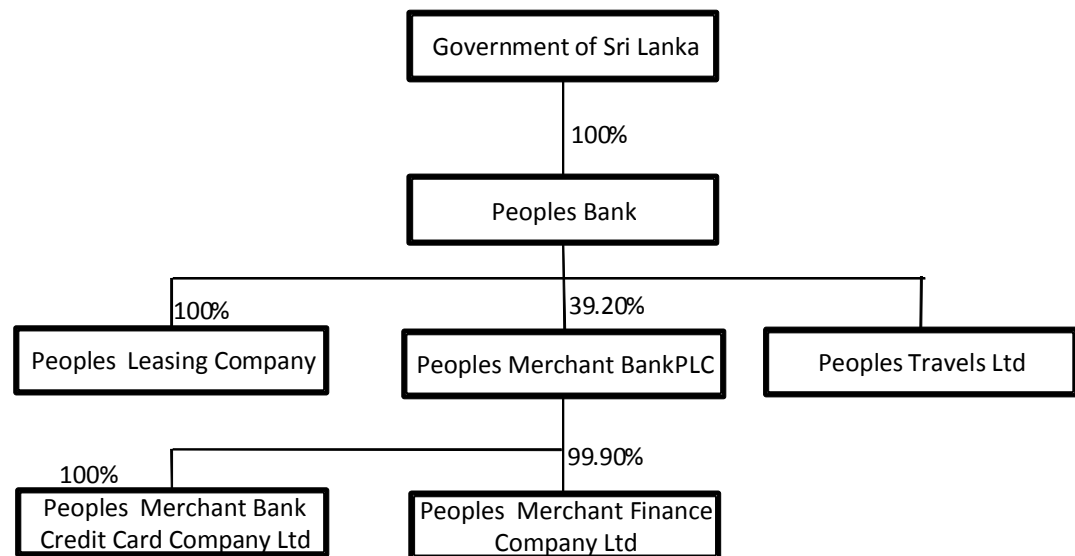 Government of Sri Lanka
100%
Peoples Bank
100%
39.20%
Peoples Leasing Company
Peoples Merchant BankPLC
Peoples Travels Ltd
100%
99.90%
Peoples Merchant Bank
Credit Card Company Ltd
Peoples Merchant Finance
Company Ltd